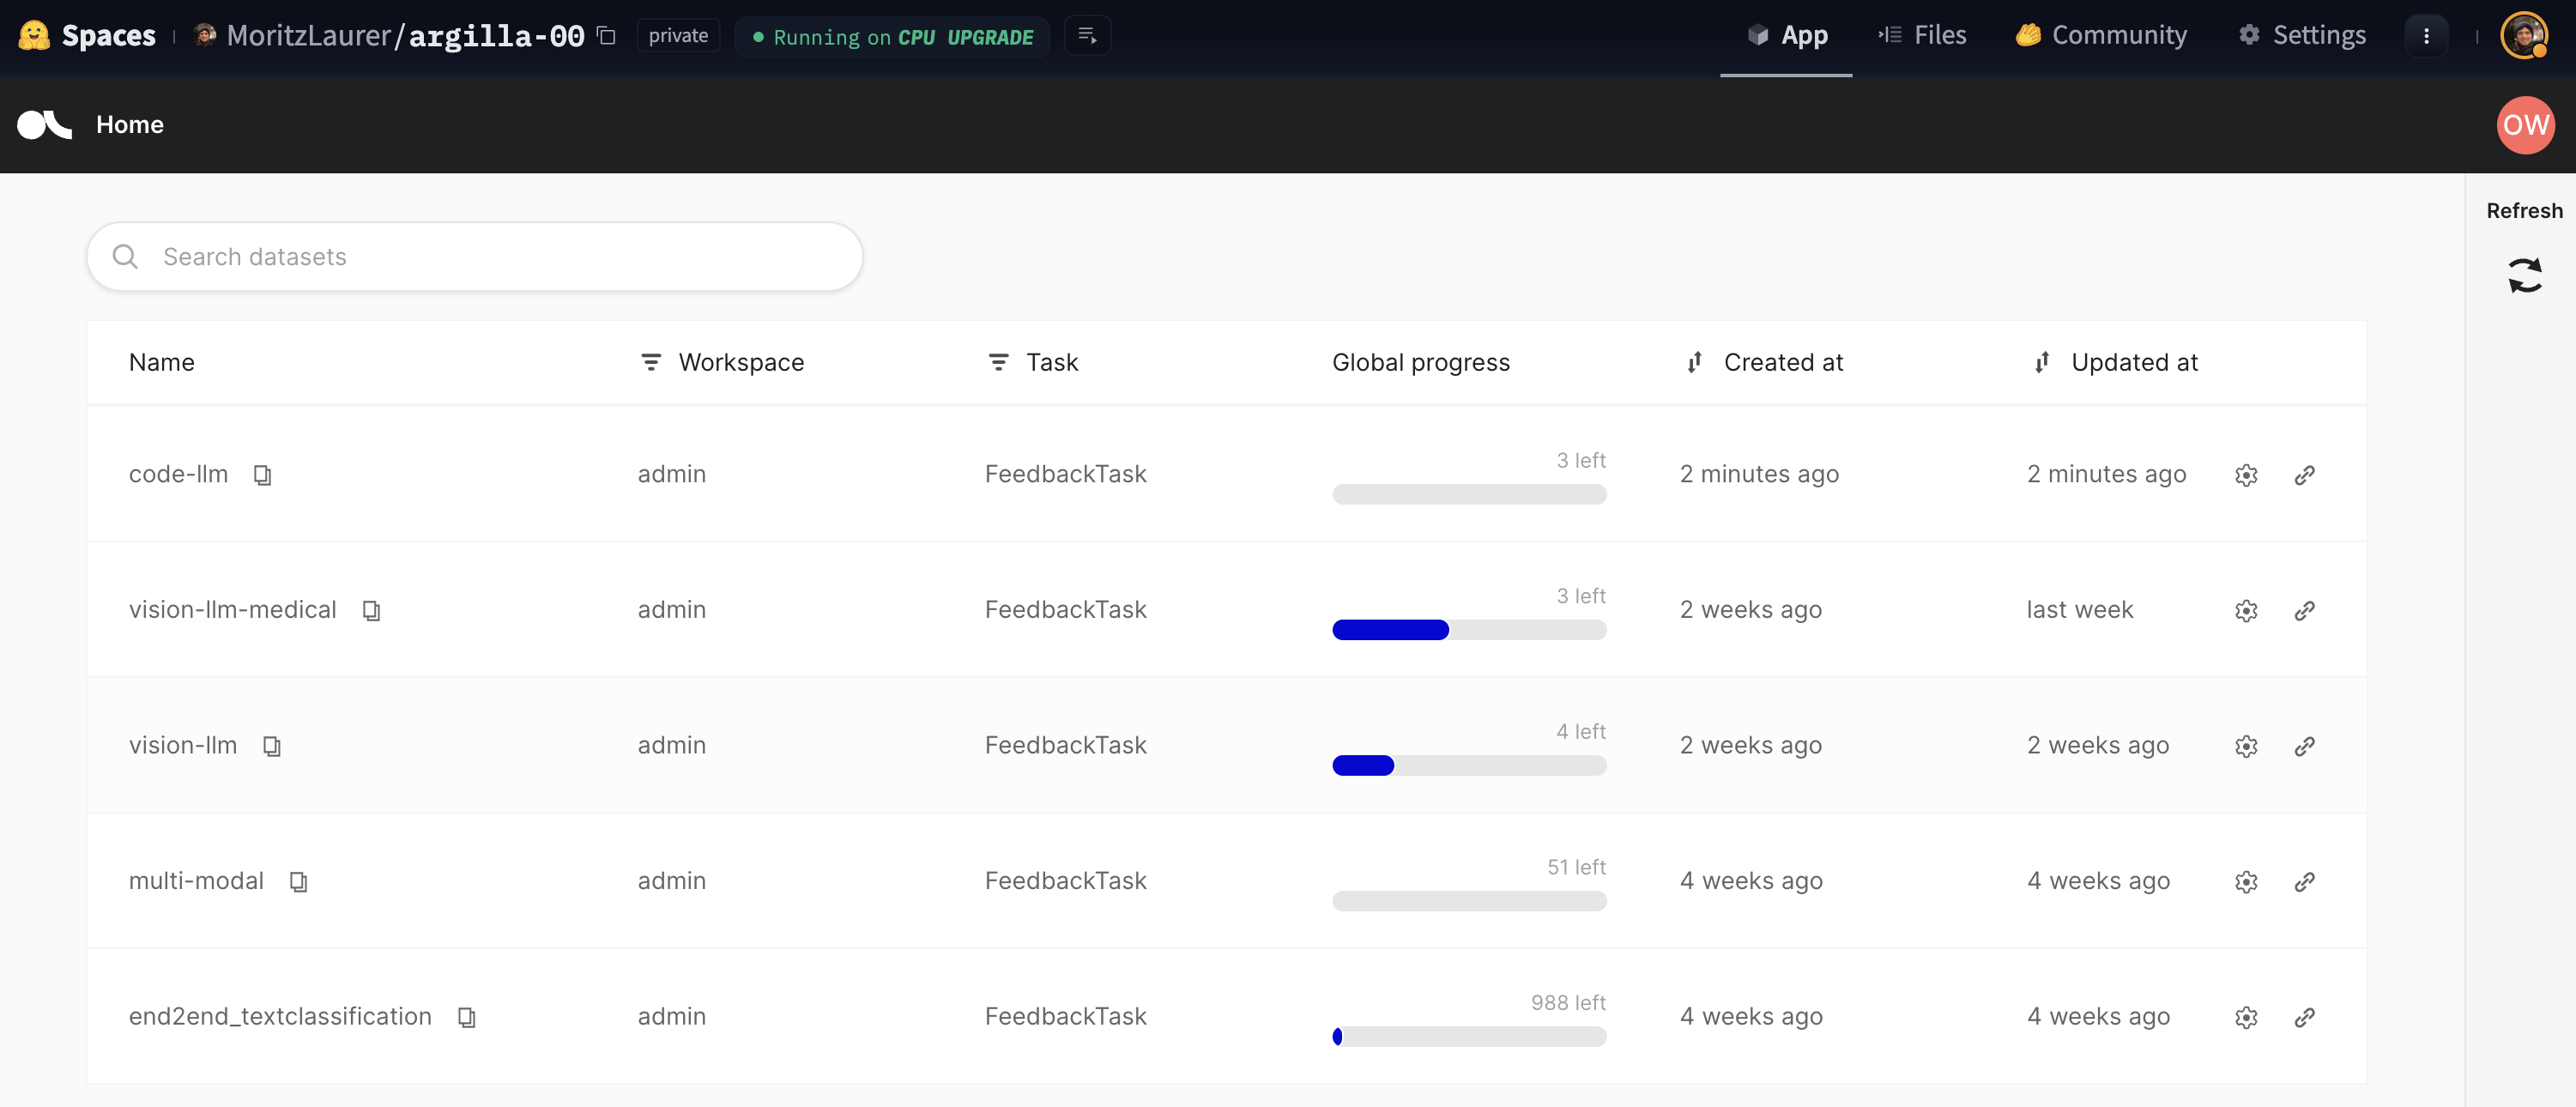 Spaces MoritzLaurer/argilla-00 private Running on CPU UPGRADE App Files Community Settings
Home OW
Search datasets Refresh
Name Workspace Task Global progress Created at Updated at
code-llm admin FeedbackTask 3 left 2 minutes ago 2 minutes ago
vision-llm-medical admin FeedbackTask 3 left 2 weeks ago last week
vision-llm admin FeedbackTask 4 left 2 weeks ago 2 weeks ago
multi-modal admin FeedbackTask 51 left 4 weeks ago 4 weeks ago
end2end_textclassification admin FeedbackTask 988 left 4 weeks ago 4 weeks ago